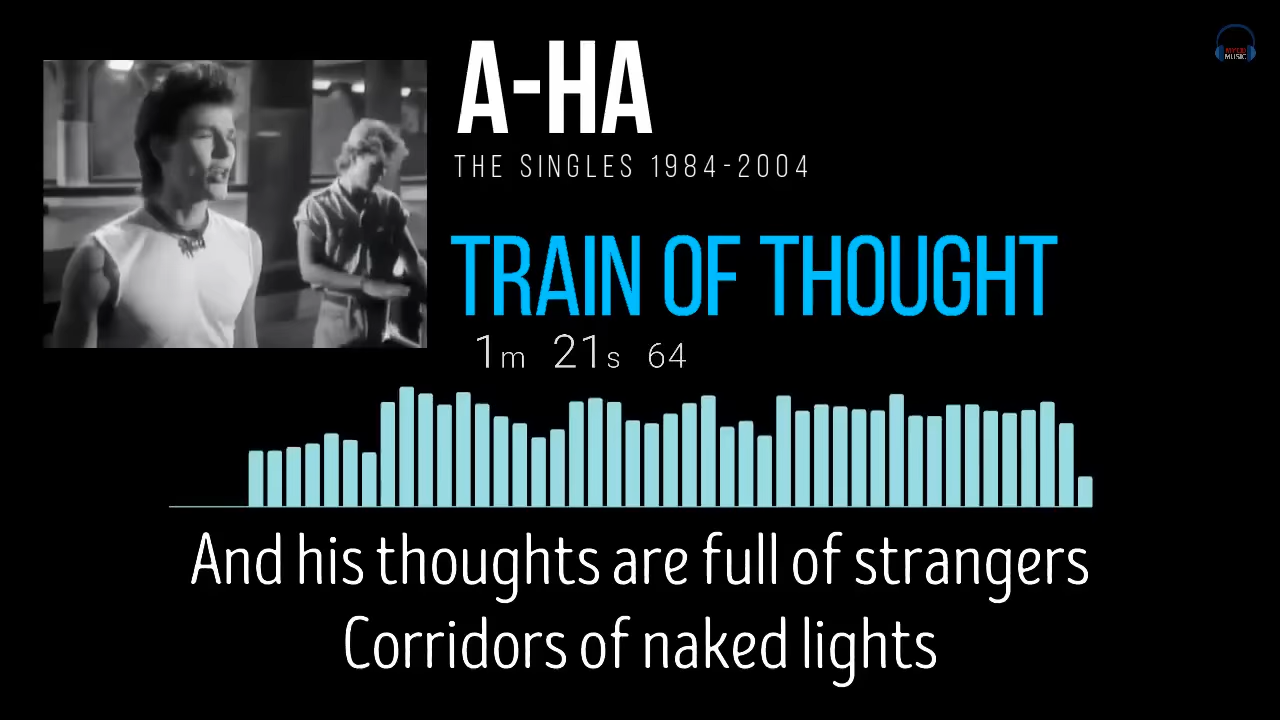 A-HA
THE SINGLES 1984-2004
TRAIN OF THOUGHT
1m 21s 64
And his thoughts are full of strangers
Corridors of naked lights
MUSIC